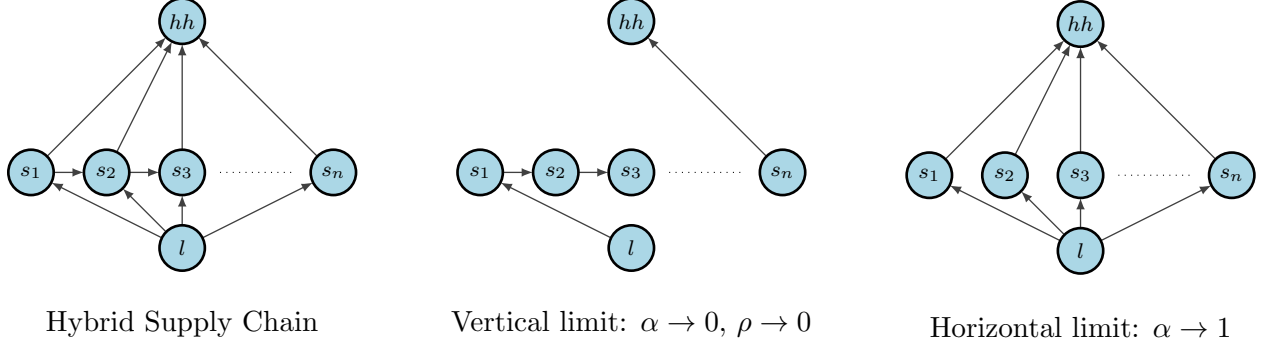 hh
hh
hh
s1
s2
s3
sn
s1
s2
s3
sn
s1
s2
s3
sn
l
l
l
Hybrid Supply Chain
Vertical limit: α → 0, ρ → 0
Horizontal limit: α → 1